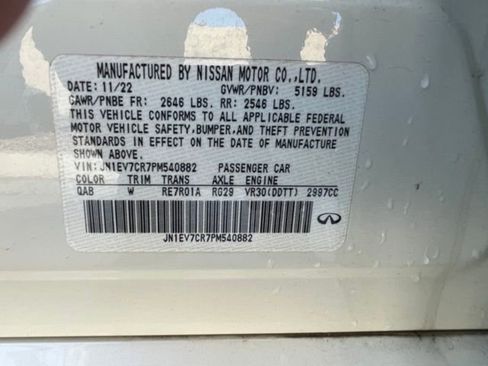 MANUFACTURED BY NISSAN MOTOR CO.,LTD.
DATE: 11/22 GVWR/PNBV: 5159 LBS.
GAWR/PNBE FR: 2646 LBS. RR: 2546 LBS.
THIS VEHICLE CONFORMS TO ALL APPLICABLE FEDERAL
MOTOR VEHICLE SAFETY,BUMPER,AND THEFT PREVENTION
STANDARDS IN EFFECT ON THE DATE OF MANUFACTURE
SHOWN ABOVE.
VIN: JN1EV7CR7PM540882 PASSENGER CAR
COLOR TRIM TRANS AXLE ENGINE
QAB W RE7R01A RG29 VR30(DDTT) 2997CC
JN1EV7CR7PM540882